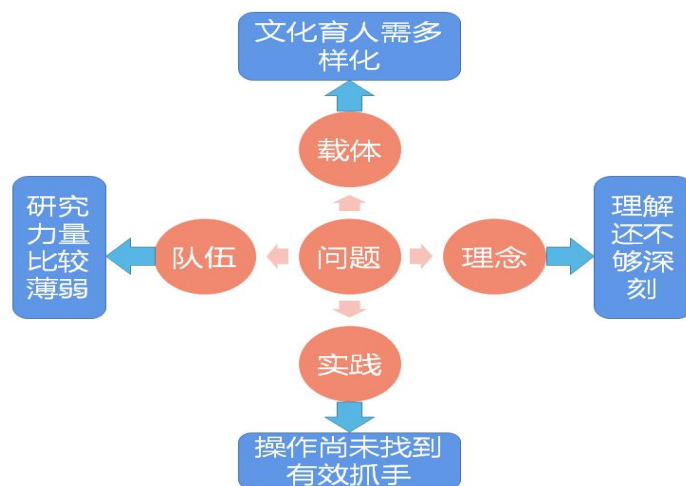 文化育人需多
样化
载体
研究
力量
比较
薄弱
队伍
问题
理念
理解
还不
够深
刻
实践
操作尚未找到
有效抓手